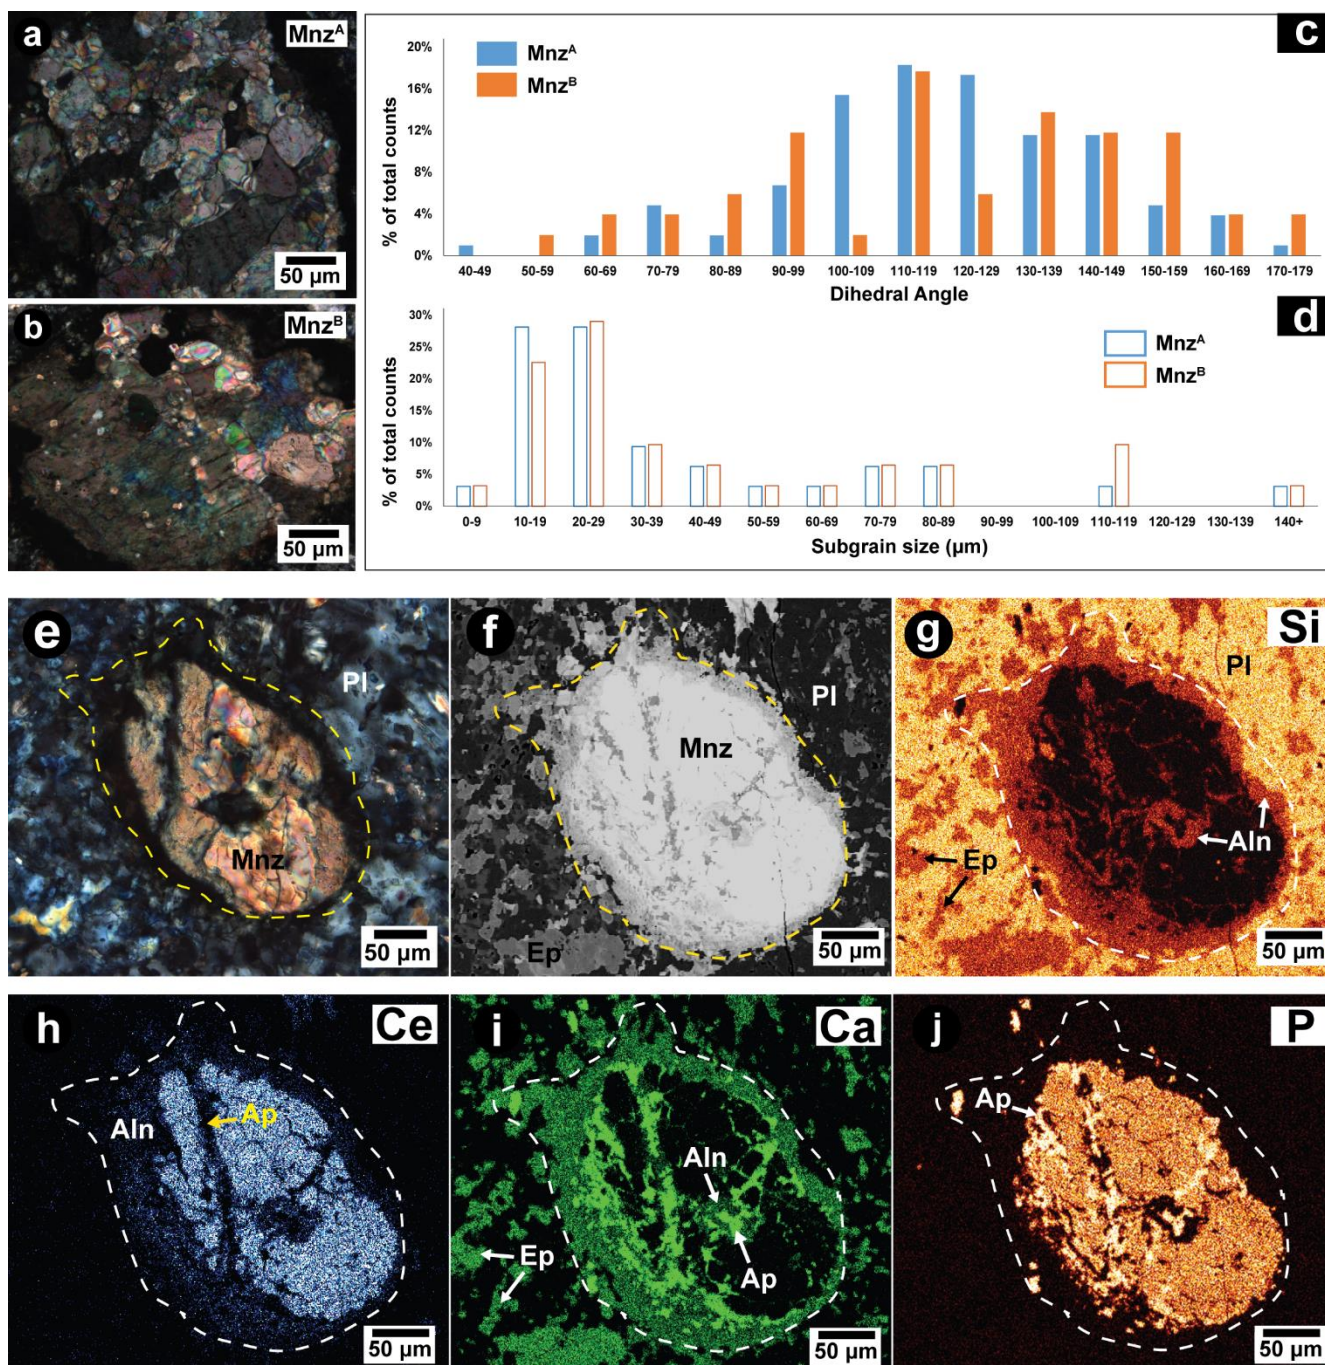 a
Mnz^A
50 µm
b
Mnz^B
50 µm
c
Mnz^A
Mnz^B
% of total counts
20%
16%
12%
8%
4%
0%
40-49 50-59 60-69 70-79 80-89 90-99 100-109 110-119 120-129 130-139 140-149 150-159 160-169 170-179
Dihedral Angle
d
Mnz^A
Mnz^B
% of total counts
30%
25%
20%
15%
10%
5%
0%
0-9 10-19 20-29 30-39 40-49 50-59 60-69 70-79 80-89 90-99 100-109 110-119 120-129 130-139 140+
Subgrain size (µm)
e
Pl
Mnz
50 µm
f
Pl
Mnz
Ep
50 µm
g
Si
Pl
Aln
Ep
50 µm
h
Ce
Ap
Aln
50 µm
i
Ca
Aln
Ep
Ap
50 µm
j
P
Ap
50 µm